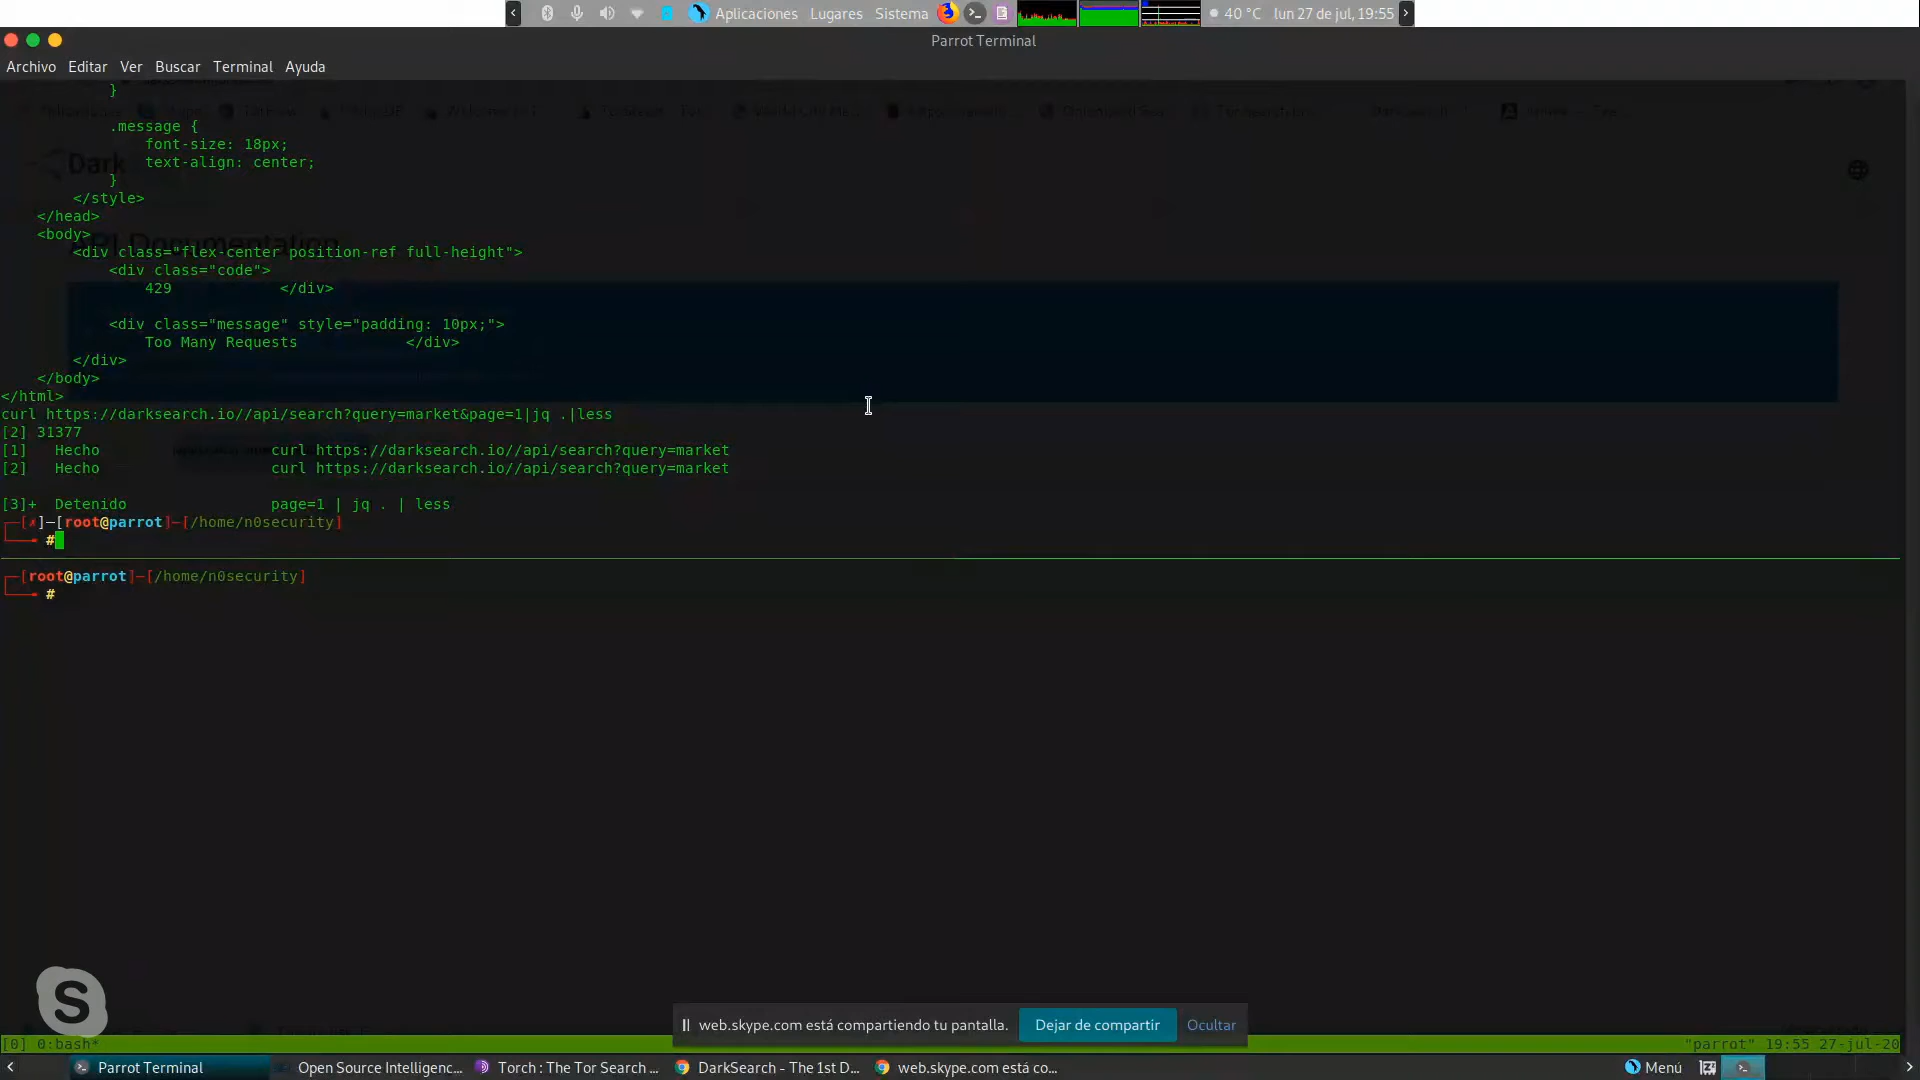 Aplicaciones Lugares Sistema 40 °C lun 27 de jul, 19:55
Parrot Terminal
Archivo Editar Ver Buscar Terminal Ayuda
}
.message {
font-size: 18px;
text-align: center;
}
Dark
</style>
</head>
<body>
API Documentation
<div class="flex-center position-ref full-height">
<div class="code">
429 </div>
<div class="message" style="padding: 10px;">
Too Many Requests </div>
</div>
</body>
</html>
curl https://darksearch.io//api/search?query=market&page=1|jq .|less
[2] 31377
[1] Hecho curl https://darksearch.io//api/search?query=market
[2] Hecho curl https://darksearch.io//api/search?query=market
[3]+ Detenido page=1 | jq . | less
[✗]─[root@parrot]─[/home/n0security]
#
[root@parrot]─[/home/n0security]
#
web.skype.com está compartiendo tu pantalla. Dejar de compartir Ocultar
[0] 0:bash* "parrot" 19:55 27-jul-20
Parrot Terminal Open Source Intelligenc... Torch : The Tor Search ... DarkSearch - The 1st D... web.skype.com está co... Menú